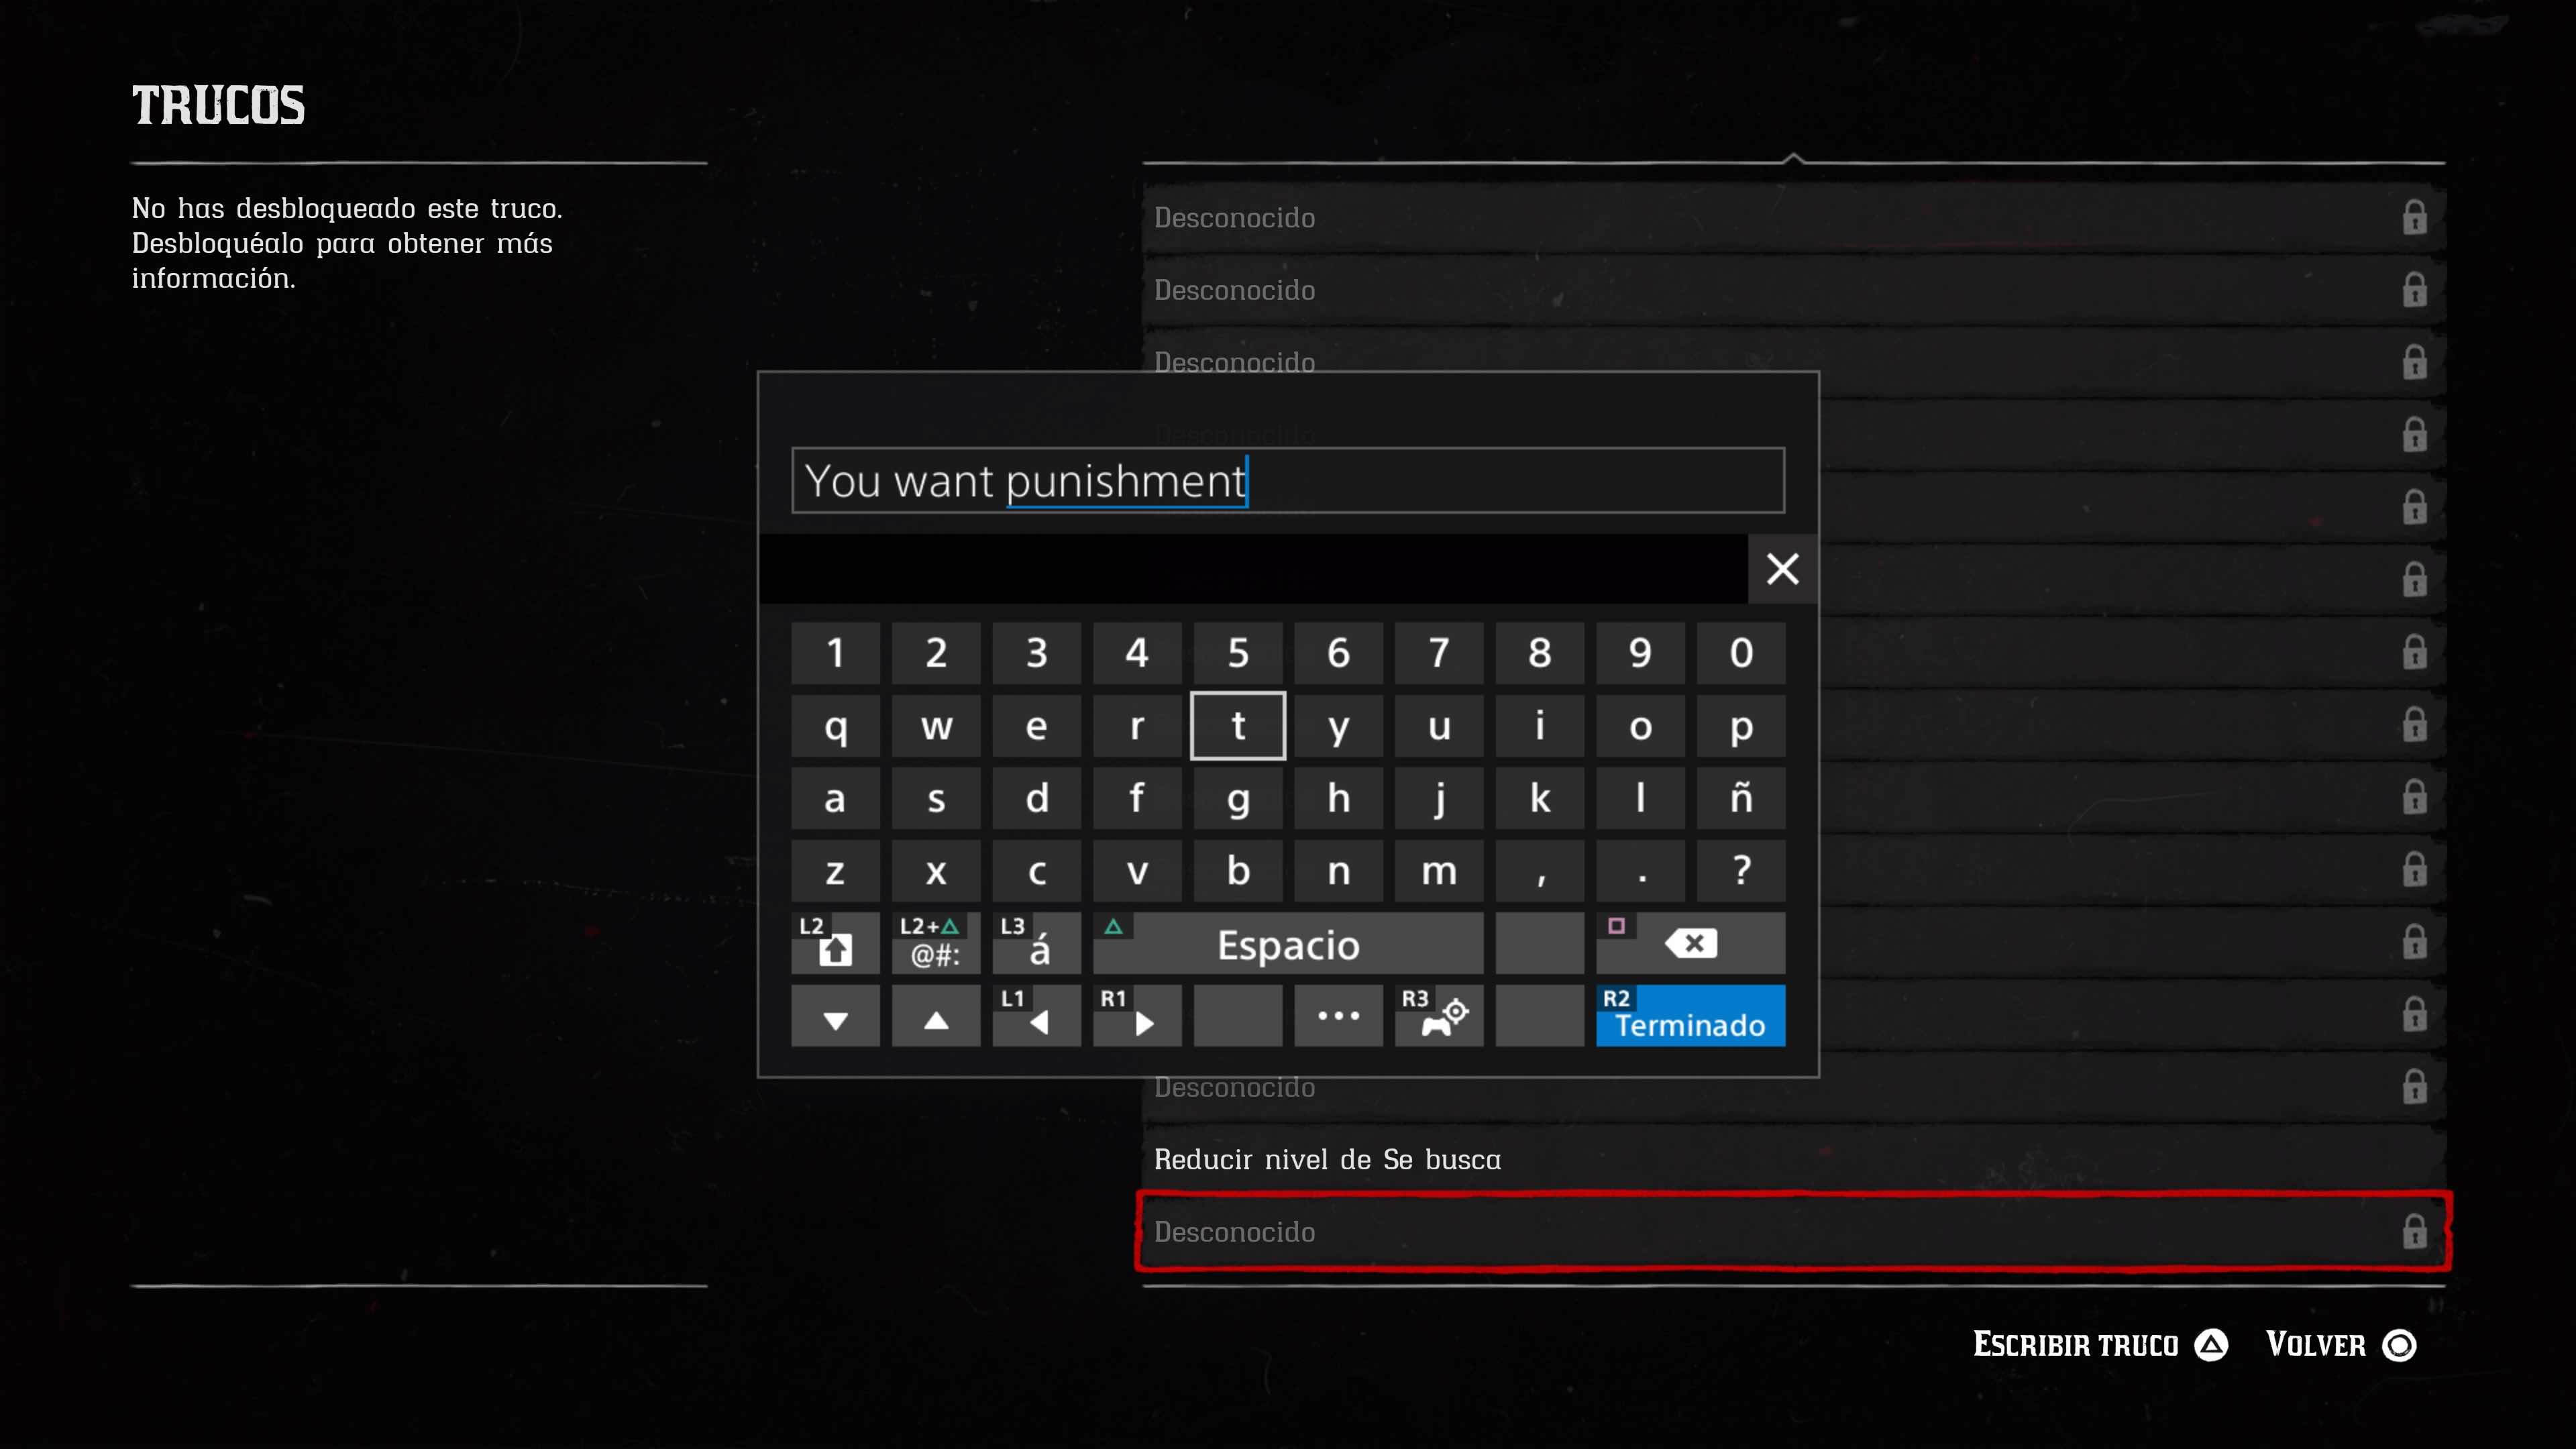 TRUCOS
No has desbloqueado este truco.
Desbloquéalo para obtener más
información.
Desconocido
Desconocido
Desconocido
Desconocido
You want punishment
1 2 3 4 5 6 7 8 9 0
q w e r t y u i o p
a s d f g h j k l ñ
z x c v b n m , . ?
L2 L2+△ @#: L3 á △ Espacio □
L1 R1 ... R3 R2 Terminado
Desconocido
Reducir nivel de Se busca
Desconocido
ESCRIBIR TRUCO VOLVER